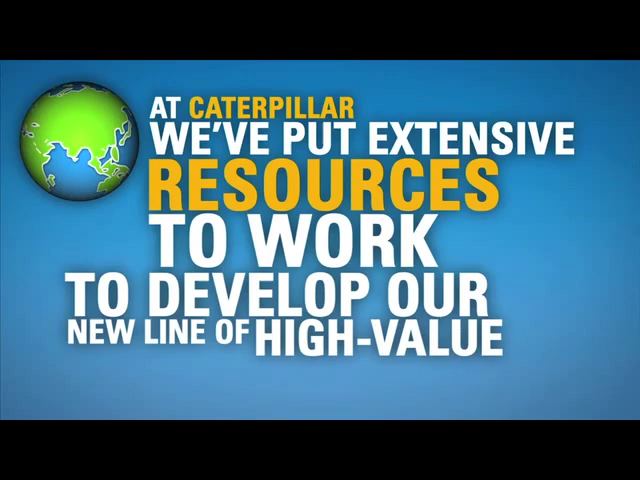 AT CATERPILLAR
WE'VE PUT EXTENSIVE
RESOURCES
TO WORK
TO DEVELOP OUR
NEW LINE OF HIGH-VALUE